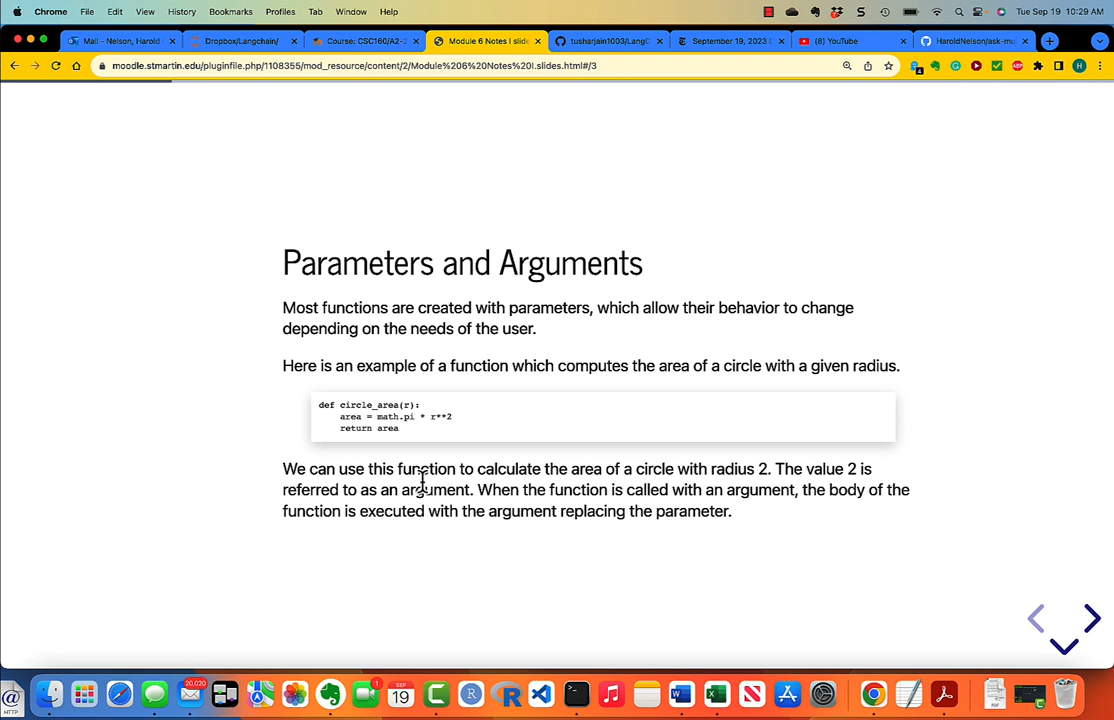 Chrome File Edit View History Bookmarks Profiles Tab Window Help Tue Sep 19 10:29 AM
Mail - Nelson, Harold Dropbox/Langchain/ Course: CSC160/A2-2 Module 6 Notes I slide tusharjain1003/LangC September 19, 2023 D (8) YouTube HaroldNelson/ask-mu
moodle.stmartin.edu/pluginfile.php/1108355/mod_resource/content/2/Module%206%20Notes%20I.slides.html#/3
Parameters and Arguments
Most functions are created with parameters, which allow their behavior to change
depending on the needs of the user.
Here is an example of a function which computes the area of a circle with a given radius.
def circle_area(r):
area = math.pi * r**2
return area
We can use this function to calculate the area of a circle with radius 2. The value 2 is
referred to as an argument. When the function is called with an argument, the body of the
function is executed with the argument replacing the parameter.
20,020
1
SEP
19
HTTP